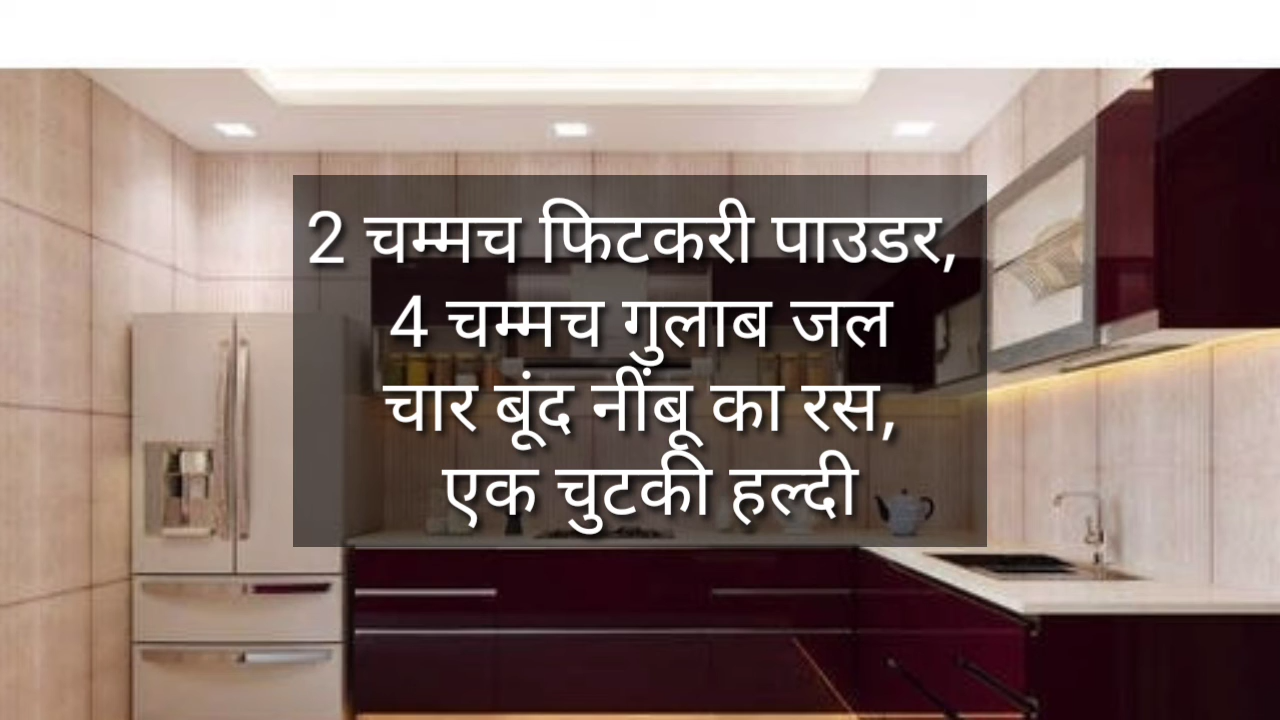 2 चम्मच फिटकरी पाउडर,
4 चम्मच गुलाब जल
चार बूंद नींबू का रस,
एक चुटकी हल्दी